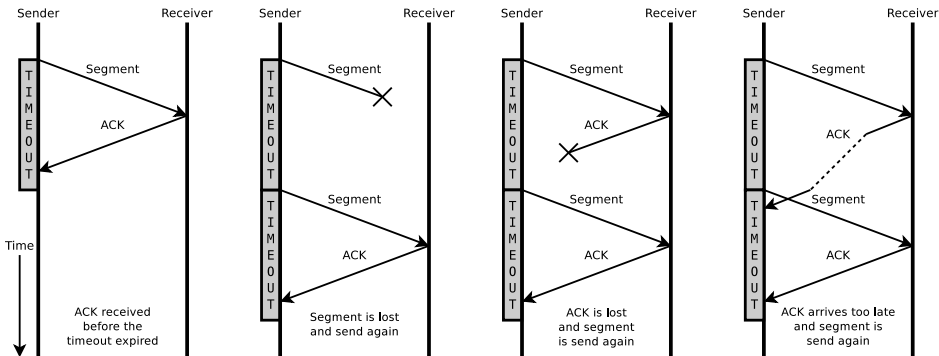 Sender
Receiver
Segment
ACK
TIMEOUT
Time
ACK received
before the
timeout expired
Sender
Receiver
Segment
TIMEOUT
Segment
ACK
TIMEOUT
Segment is lost
and send again
Sender
Receiver
Segment
ACK
TIMEOUT
Segment
ACK
TIMEOUT
ACK is lost
and segment
is send again
Sender
Receiver
Segment
ACK
TIMEOUT
Segment
ACK
TIMEOUT
ACK arrives too late
and segment is
send again